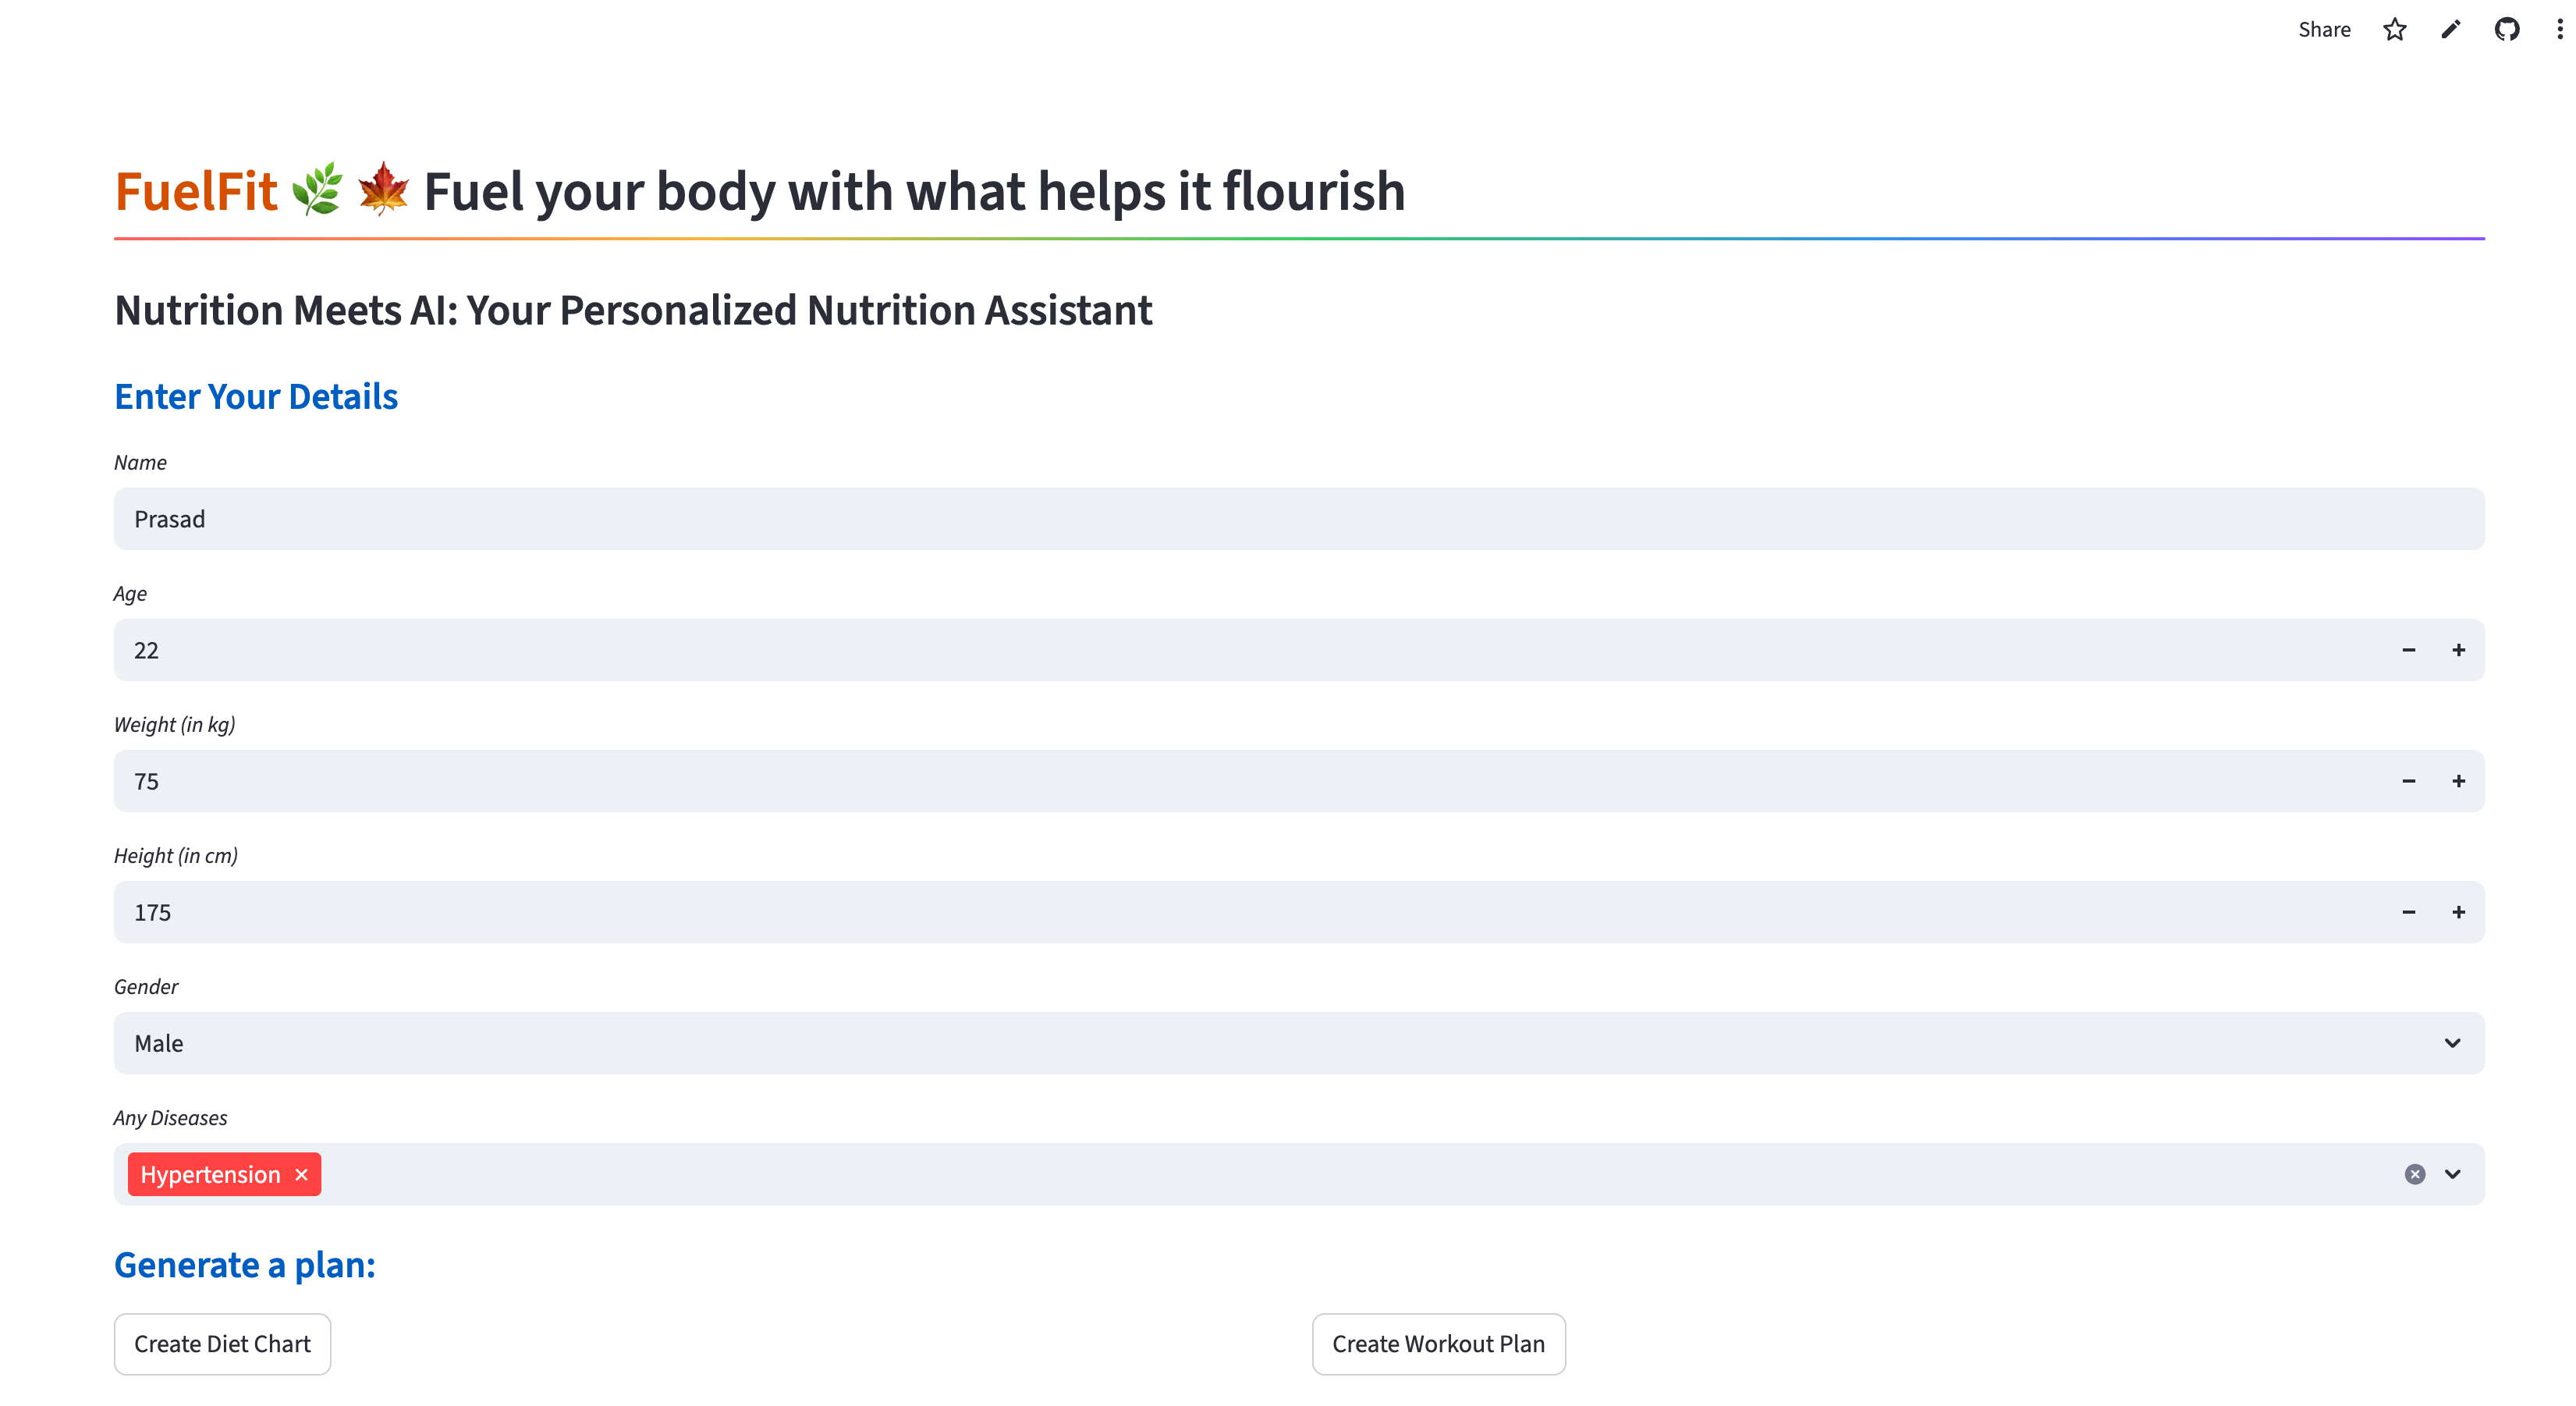 Share
FuelFit 🌿 🍁 Fuel your body with what helps it flourish
Nutrition Meets AI: Your Personalized Nutrition Assistant
Enter Your Details
Name
Prasad
Age
22
Weight (in kg)
75
Height (in cm)
175
Gender
Male
Any Diseases
Hypertension
Generate a plan:
Create Diet Chart Create Workout Plan